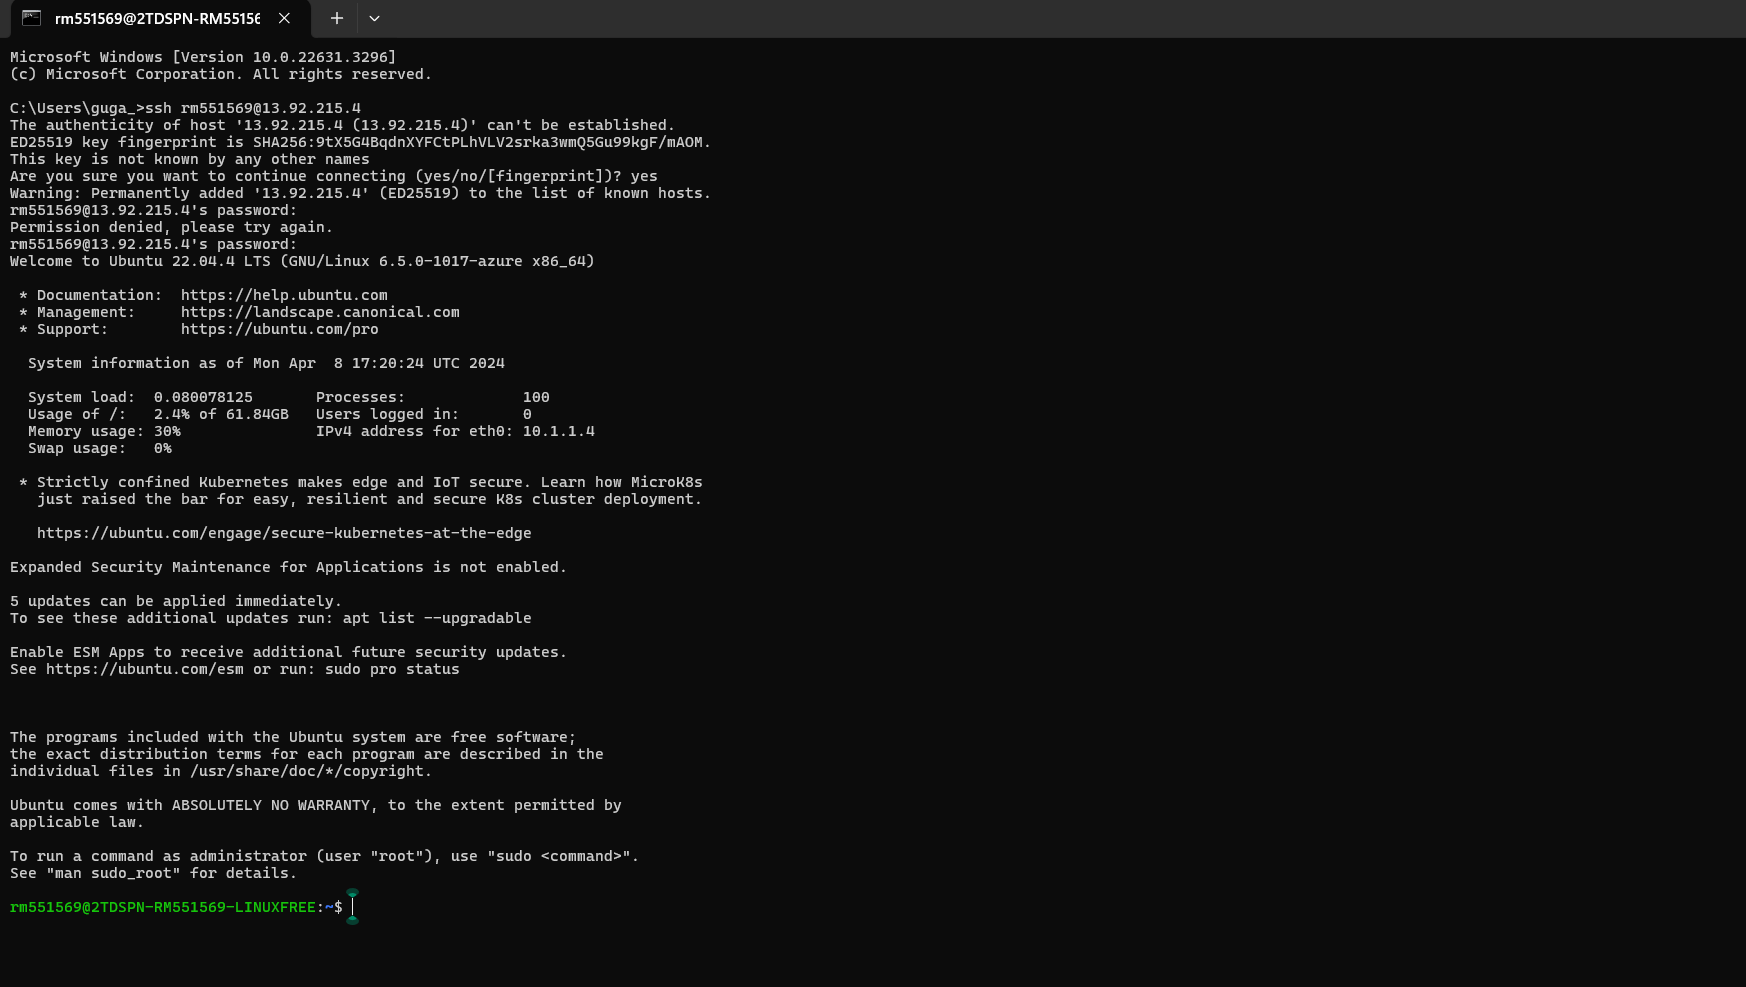 rm551569@2TDSPN-RM55156
Microsoft Windows [Version 10.0.22631.3296]
(c) Microsoft Corporation. All rights reserved.
C:\Users\guga_>ssh rm551569@13.92.215.4
The authenticity of host '13.92.215.4 (13.92.215.4)' can't be established.
ED25519 key fingerprint is SHA256:9tX5G4BqdnXYFCtPLhVLV2srka3wmQ5Gu99kgF/mAOM.
This key is not known by any other names
Are you sure you want to continue connecting (yes/no/[fingerprint])? yes
Warning: Permanently added '13.92.215.4' (ED25519) to the list of known hosts.
rm551569@13.92.215.4's password:
Permission denied, please try again.
rm551569@13.92.215.4's password:
Welcome to Ubuntu 22.04.4 LTS (GNU/Linux 6.5.0-1017-azure x86_64)
* Documentation:  https://help.ubuntu.com
* Management:     https://landscape.canonical.com
* Support:        https://ubuntu.com/pro
System information as of Mon Apr  8 17:20:24 UTC 2024
System load:  0.080078125       Processes:             100
Usage of /:   2.4% of 61.84GB   Users logged in:       0
Memory usage: 30%               IPv4 address for eth0: 10.1.1.4
Swap usage:   0%
* Strictly confined Kubernetes makes edge and IoT secure. Learn how MicroK8s
just raised the bar for easy, resilient and secure K8s cluster deployment.
https://ubuntu.com/engage/secure-kubernetes-at-the-edge
Expanded Security Maintenance for Applications is not enabled.
5 updates can be applied immediately.
To see these additional updates run: apt list --upgradable
Enable ESM Apps to receive additional future security updates.
See https://ubuntu.com/esm or run: sudo pro status
The programs included with the Ubuntu system are free software;
the exact distribution terms for each program are described in the
individual files in /usr/share/doc/*/copyright.
Ubuntu comes with ABSOLUTELY NO WARRANTY, to the extent permitted by
applicable law.
To run a command as administrator (user "root"), use "sudo <command>".
See "man sudo_root" for details.
rm551569@2TDSPN-RM551569-LINUXFREE:~$